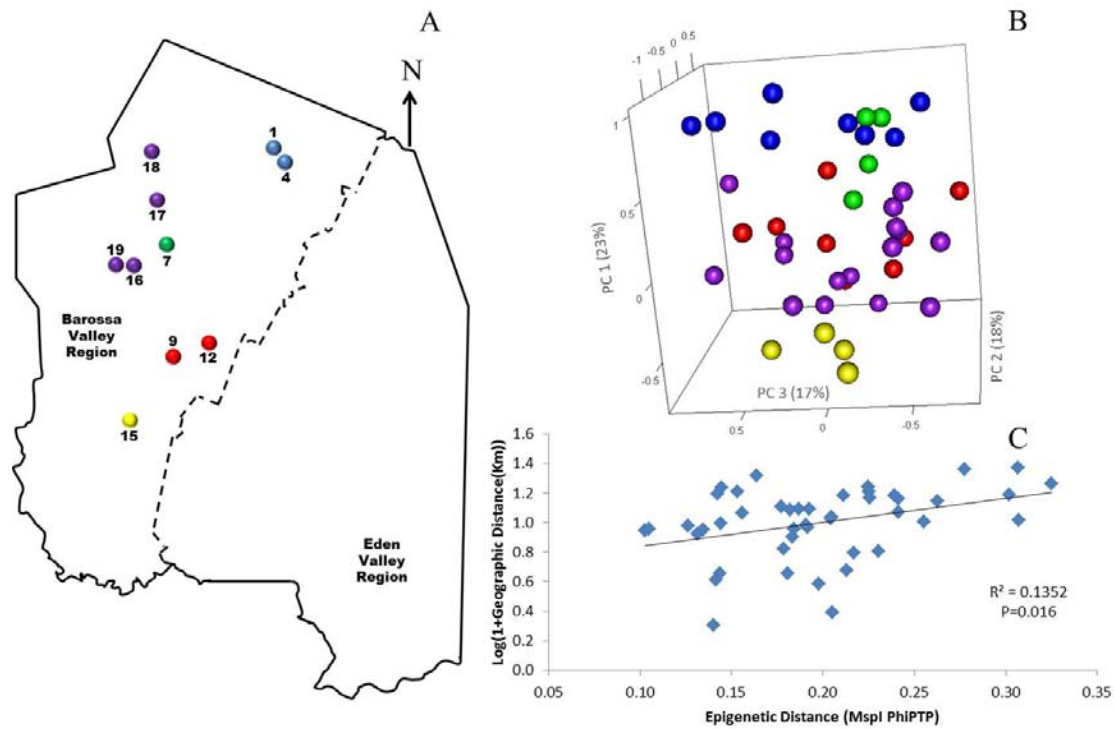 A
N
1
4
18
17
7
19
16
Barossa
Valley
Region
9
12
15
Eden
Valley
Region
B
-1
-0.5
0
0.5
1
0.5
0
-0.5
PC 1 (23%)
PC 2 (18%)
PC 3 (17%)
0.5
0
-0.5
C
Log(1+Geographic Distance(Km))
1.6
1.4
1.2
1.0
0.8
0.6
0.4
0.2
0.0
R² = 0.1352
P=0.016
0.05
0.10
0.15
0.20
0.25
0.30
0.35
Epigenetic Distance (MspI PhiPTP)